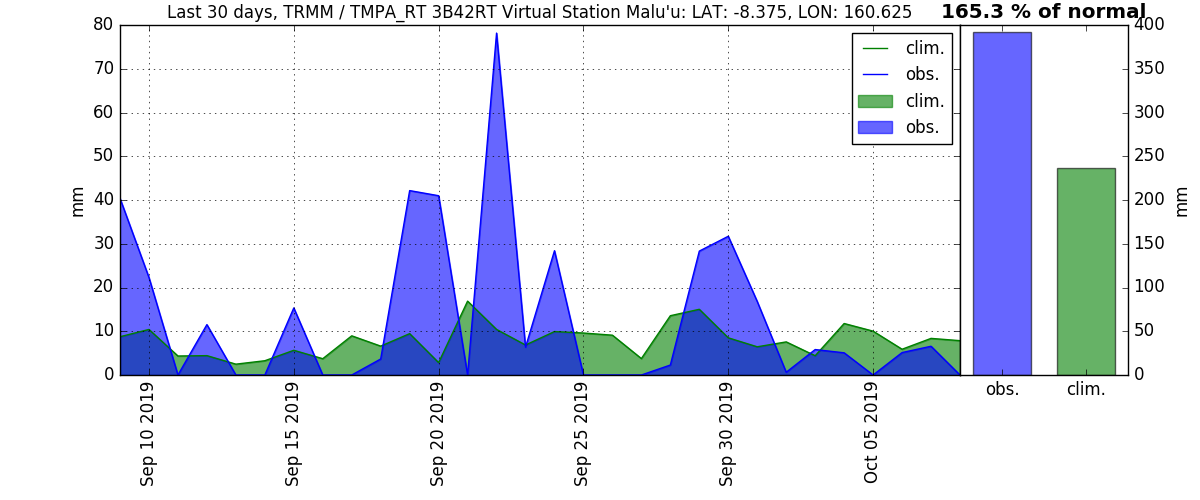 Last 30 days, TRMM / TMPA_RT 3B42RT Virtual Station Malu'u: LAT: -8.375, LON: 160.625
165.3 % of normal
80
70
60
50
40
30
20
10
0
mm
clim.
obs.
clim.
obs.
400
350
300
250
200
150
100
50
0
mm
Sep 10 2019
Sep 15 2019
Sep 20 2019
Sep 25 2019
Sep 30 2019
Oct 05 2019
obs.
clim.